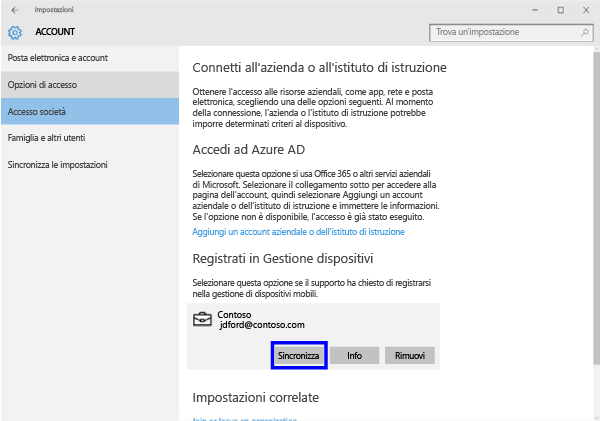 Impostazioni
ACCOUNT
Trova un'impostazione
Posta elettronica e account
Opzioni di accesso
Accesso società
Famiglia e altri utenti
Sincronizza le impostazioni
Connetti all'azienda o all'istituto di istruzione
Ottenere l'accesso alle risorse aziendali, come app, rete e posta
elettronica, scegliendo una delle opzioni seguenti. Al momento
della connessione, l'azienda o l'istituto di istruzione potrebbe
imporre determinati criteri al dispositivo.
Accedi ad Azure AD
Selezionare questa opzione si usa Office 365 o altri servizi aziendali
di Microsoft. Selezionare il collegamento sotto per accedere alla
pagina dell'account, quindi selezionare Aggiungi un account
aziendale o dell'istituto di istruzione e immettere le informazioni.
Se l'opzione non è disponibile, l'accesso è già stato eseguito.
Aggiungi un account aziendale o dell'istituto di istruzione
Registrati in Gestione dispositivi
Selezionare questa opzione se il supporto ha chiesto di registrarsi
nella gestione di dispositivi mobili.
Contoso
jdford@contoso.com
Sincronizza
Info
Rimuovi
Impostazioni correlate
Join or leave an organization